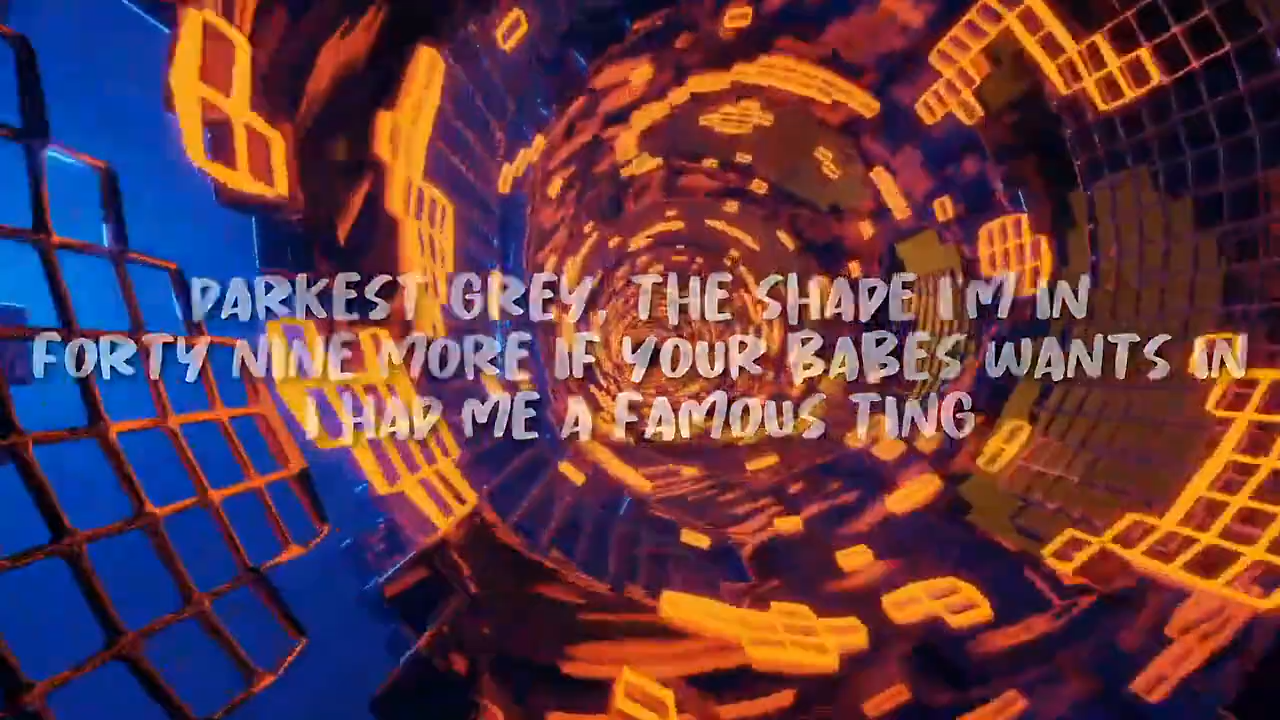 DARKEST GREY, THE SHADE I'M IN
FORTY NINE MORE IF YOUR BABES WANTS IN
I HAD ME A FAMOUS TING